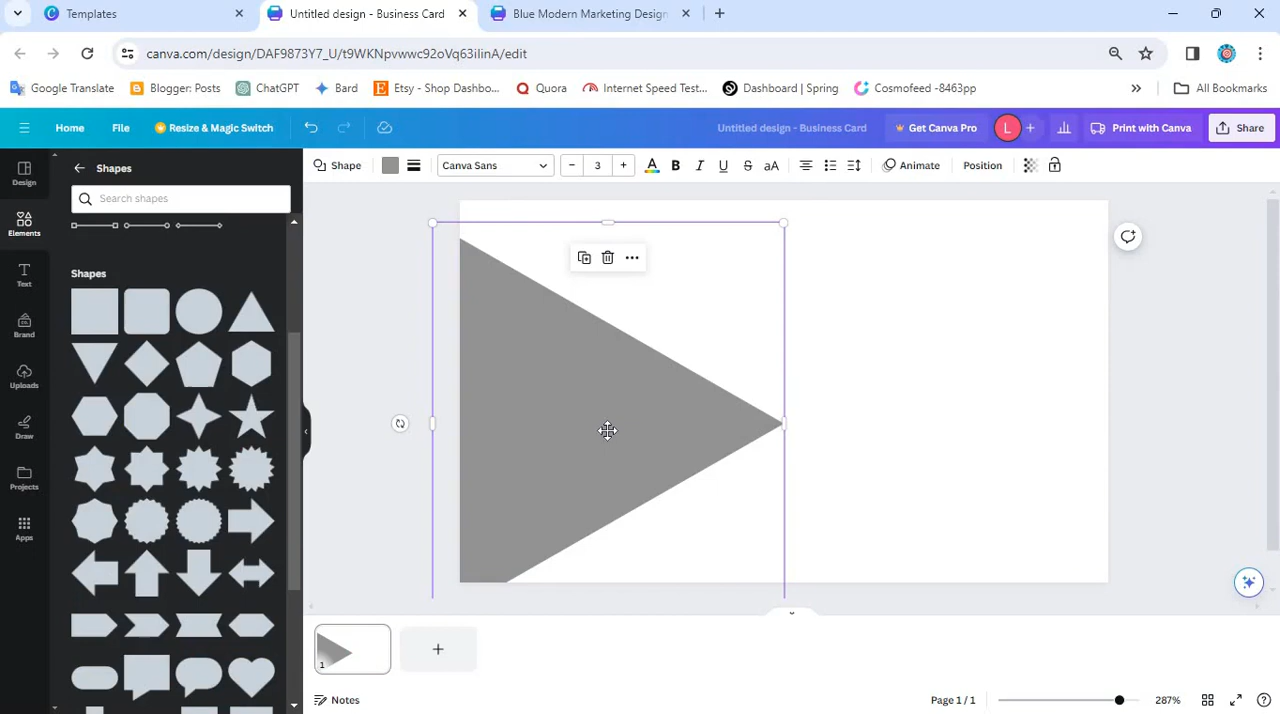 Templates
Untitled design - Business Card
Blue Modern Marketing Design
canva.com/design/DAF9873Y7_U/t9WKNpvwwc92oVq63iIinA/edit
Google Translate
Blogger: Posts
ChatGPT
Bard
Etsy - Shop Dashbo...
Quora
Internet Speed Test...
Dashboard | Spring
Cosmofeed -8463pp
All Bookmarks
Home
File
Resize & Magic Switch
Untitled design - Business Card
Get Canva Pro
L
Print with Canva
Share
Design
Elements
Text
Brand
Uploads
Draw
Projects
Apps
Shapes
Search shapes
Shapes
Shape
Canva Sans
3
A
B
I
U
S
aA
Animate
Position
1
Notes
Page 1 / 1
287%